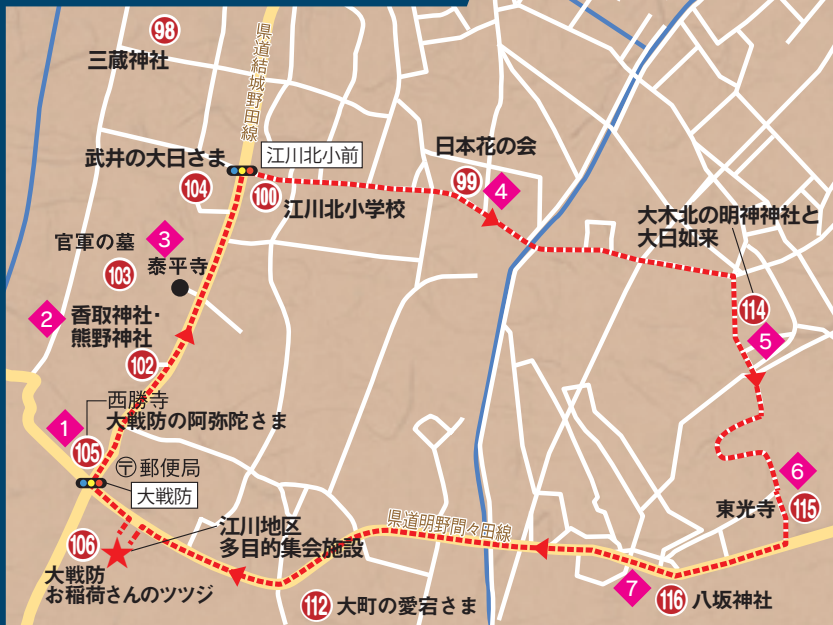 98
三蔵神社
県道結城野田線
武井の大日さま
104
江川北小前
100
江川北小学校
日本花の会
99
4
大木北の明神神社と
大日如来
114
5
官軍の墓
103
3
泰平寺
2
香取神社・
熊野神社
102
1
西勝寺
大戦防の阿弥陀さま
105
〒郵便局
大戦防
6
東光寺
115
106
江川地区
多目的集会施設
大戦防
お稲荷さんのツツジ
県道明野間々田線
112
大町の愛宕さま
7
116
八坂神社